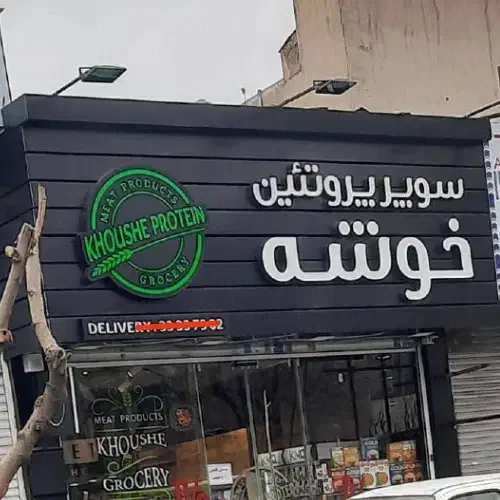 سوپر پروتئین
خوشه
MEAT PRODUCTS
KHOUSHE PROTEIN
GROCERY
DELIVERY
MEAT PRODUCTS
KHOUSHE
GROCERY